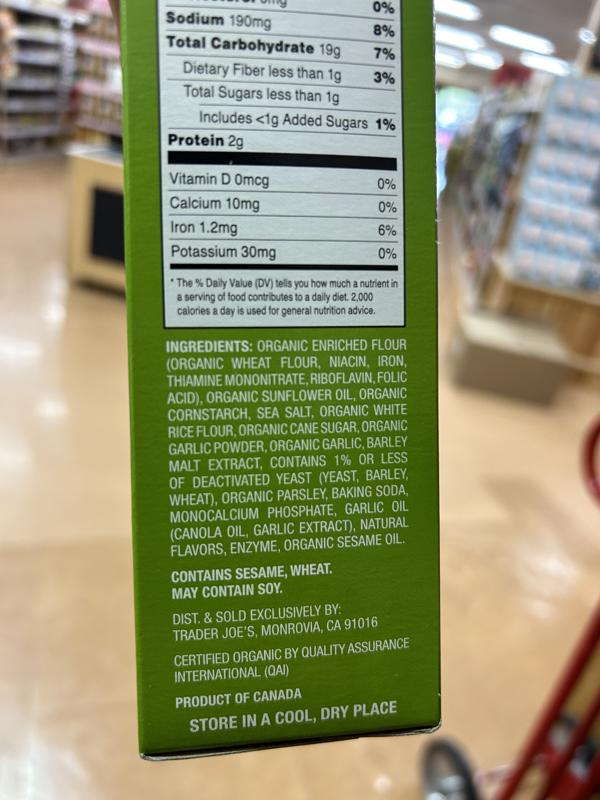 0%
Sodium 190mg 8%
Total Carbohydrate 19g 7%
Dietary Fiber less than 1g 3%
Total Sugars less than 1g
Includes <1g Added Sugars 1%
Protein 2g
Vitamin D 0mcg 0%
Calcium 10mg 0%
Iron 1.2mg 6%
Potassium 30mg 0%
* The % Daily Value (DV) tells you how much a nutrient in
a serving of food contributes to a daily diet. 2,000
calories a day is used for general nutrition advice.
INGREDIENTS: ORGANIC ENRICHED FLOUR
(ORGANIC WHEAT FLOUR, NIACIN, IRON,
THIAMINE MONONITRATE, RIBOFLAVIN, FOLIC
ACID), ORGANIC SUNFLOWER OIL, ORGANIC
CORNSTARCH, SEA SALT, ORGANIC WHITE
RICE FLOUR, ORGANIC CANE SUGAR, ORGANIC
GARLIC POWDER, ORGANIC GARLIC, BARLEY
MALT EXTRACT, CONTAINS 1% OR LESS
OF DEACTIVATED YEAST (YEAST, BARLEY,
WHEAT), ORGANIC PARSLEY, BAKING SODA,
MONOCALCIUM PHOSPHATE, GARLIC OIL
(CANOLA OIL, GARLIC EXTRACT), NATURAL
FLAVORS, ENZYME, ORGANIC SESAME OIL.
CONTAINS SESAME, WHEAT.
MAY CONTAIN SOY.
DIST. & SOLD EXCLUSIVELY BY:
TRADER JOE'S, MONROVIA, CA 91016
CERTIFIED ORGANIC BY QUALITY ASSURANCE
INTERNATIONAL (QAI)
PRODUCT OF CANADA
STORE IN A COOL, DRY PLACE